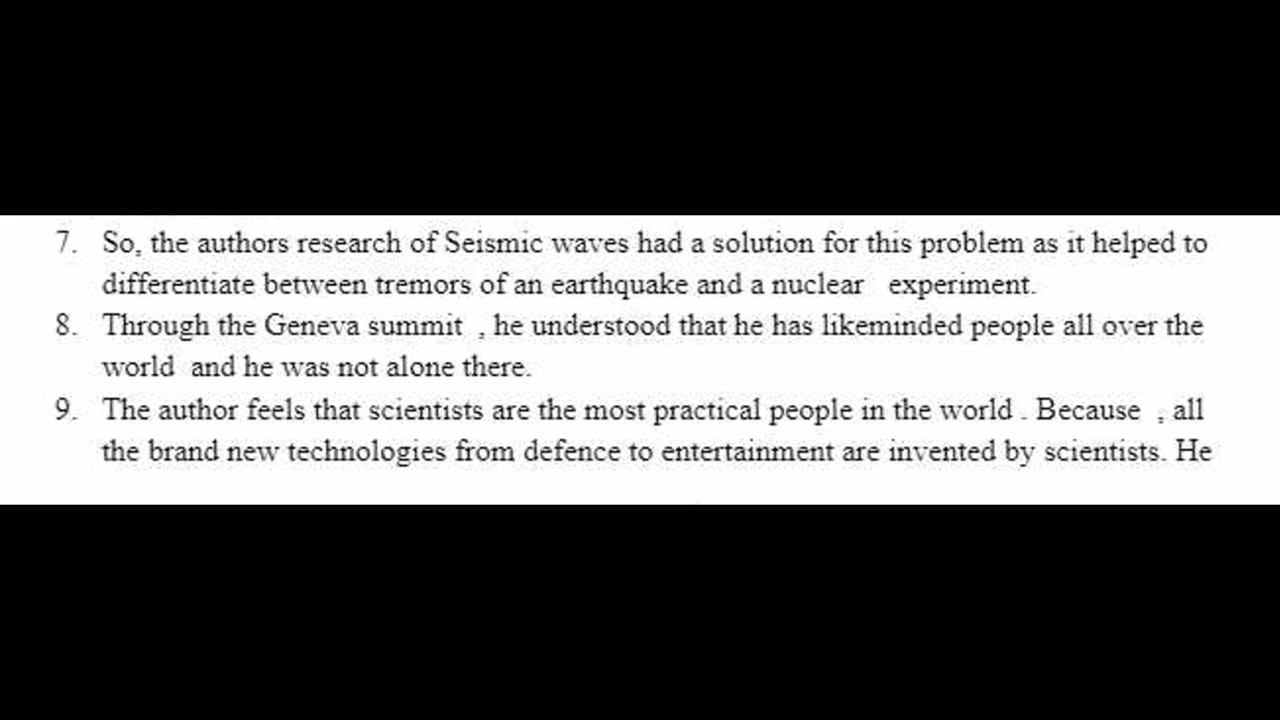 7. So, the authors research of Seismic waves had a solution for this problem as it helped to
differentiate between tremors of an earthquake and a nuclear experiment.
8. Through the Geneva summit , he understood that he has likeminded people all over the
world and he was not alone there.
9. The author feels that scientists are the most practical people in the world . Because , all
the brand new technologies from defence to entertainment are invented by scientists. He